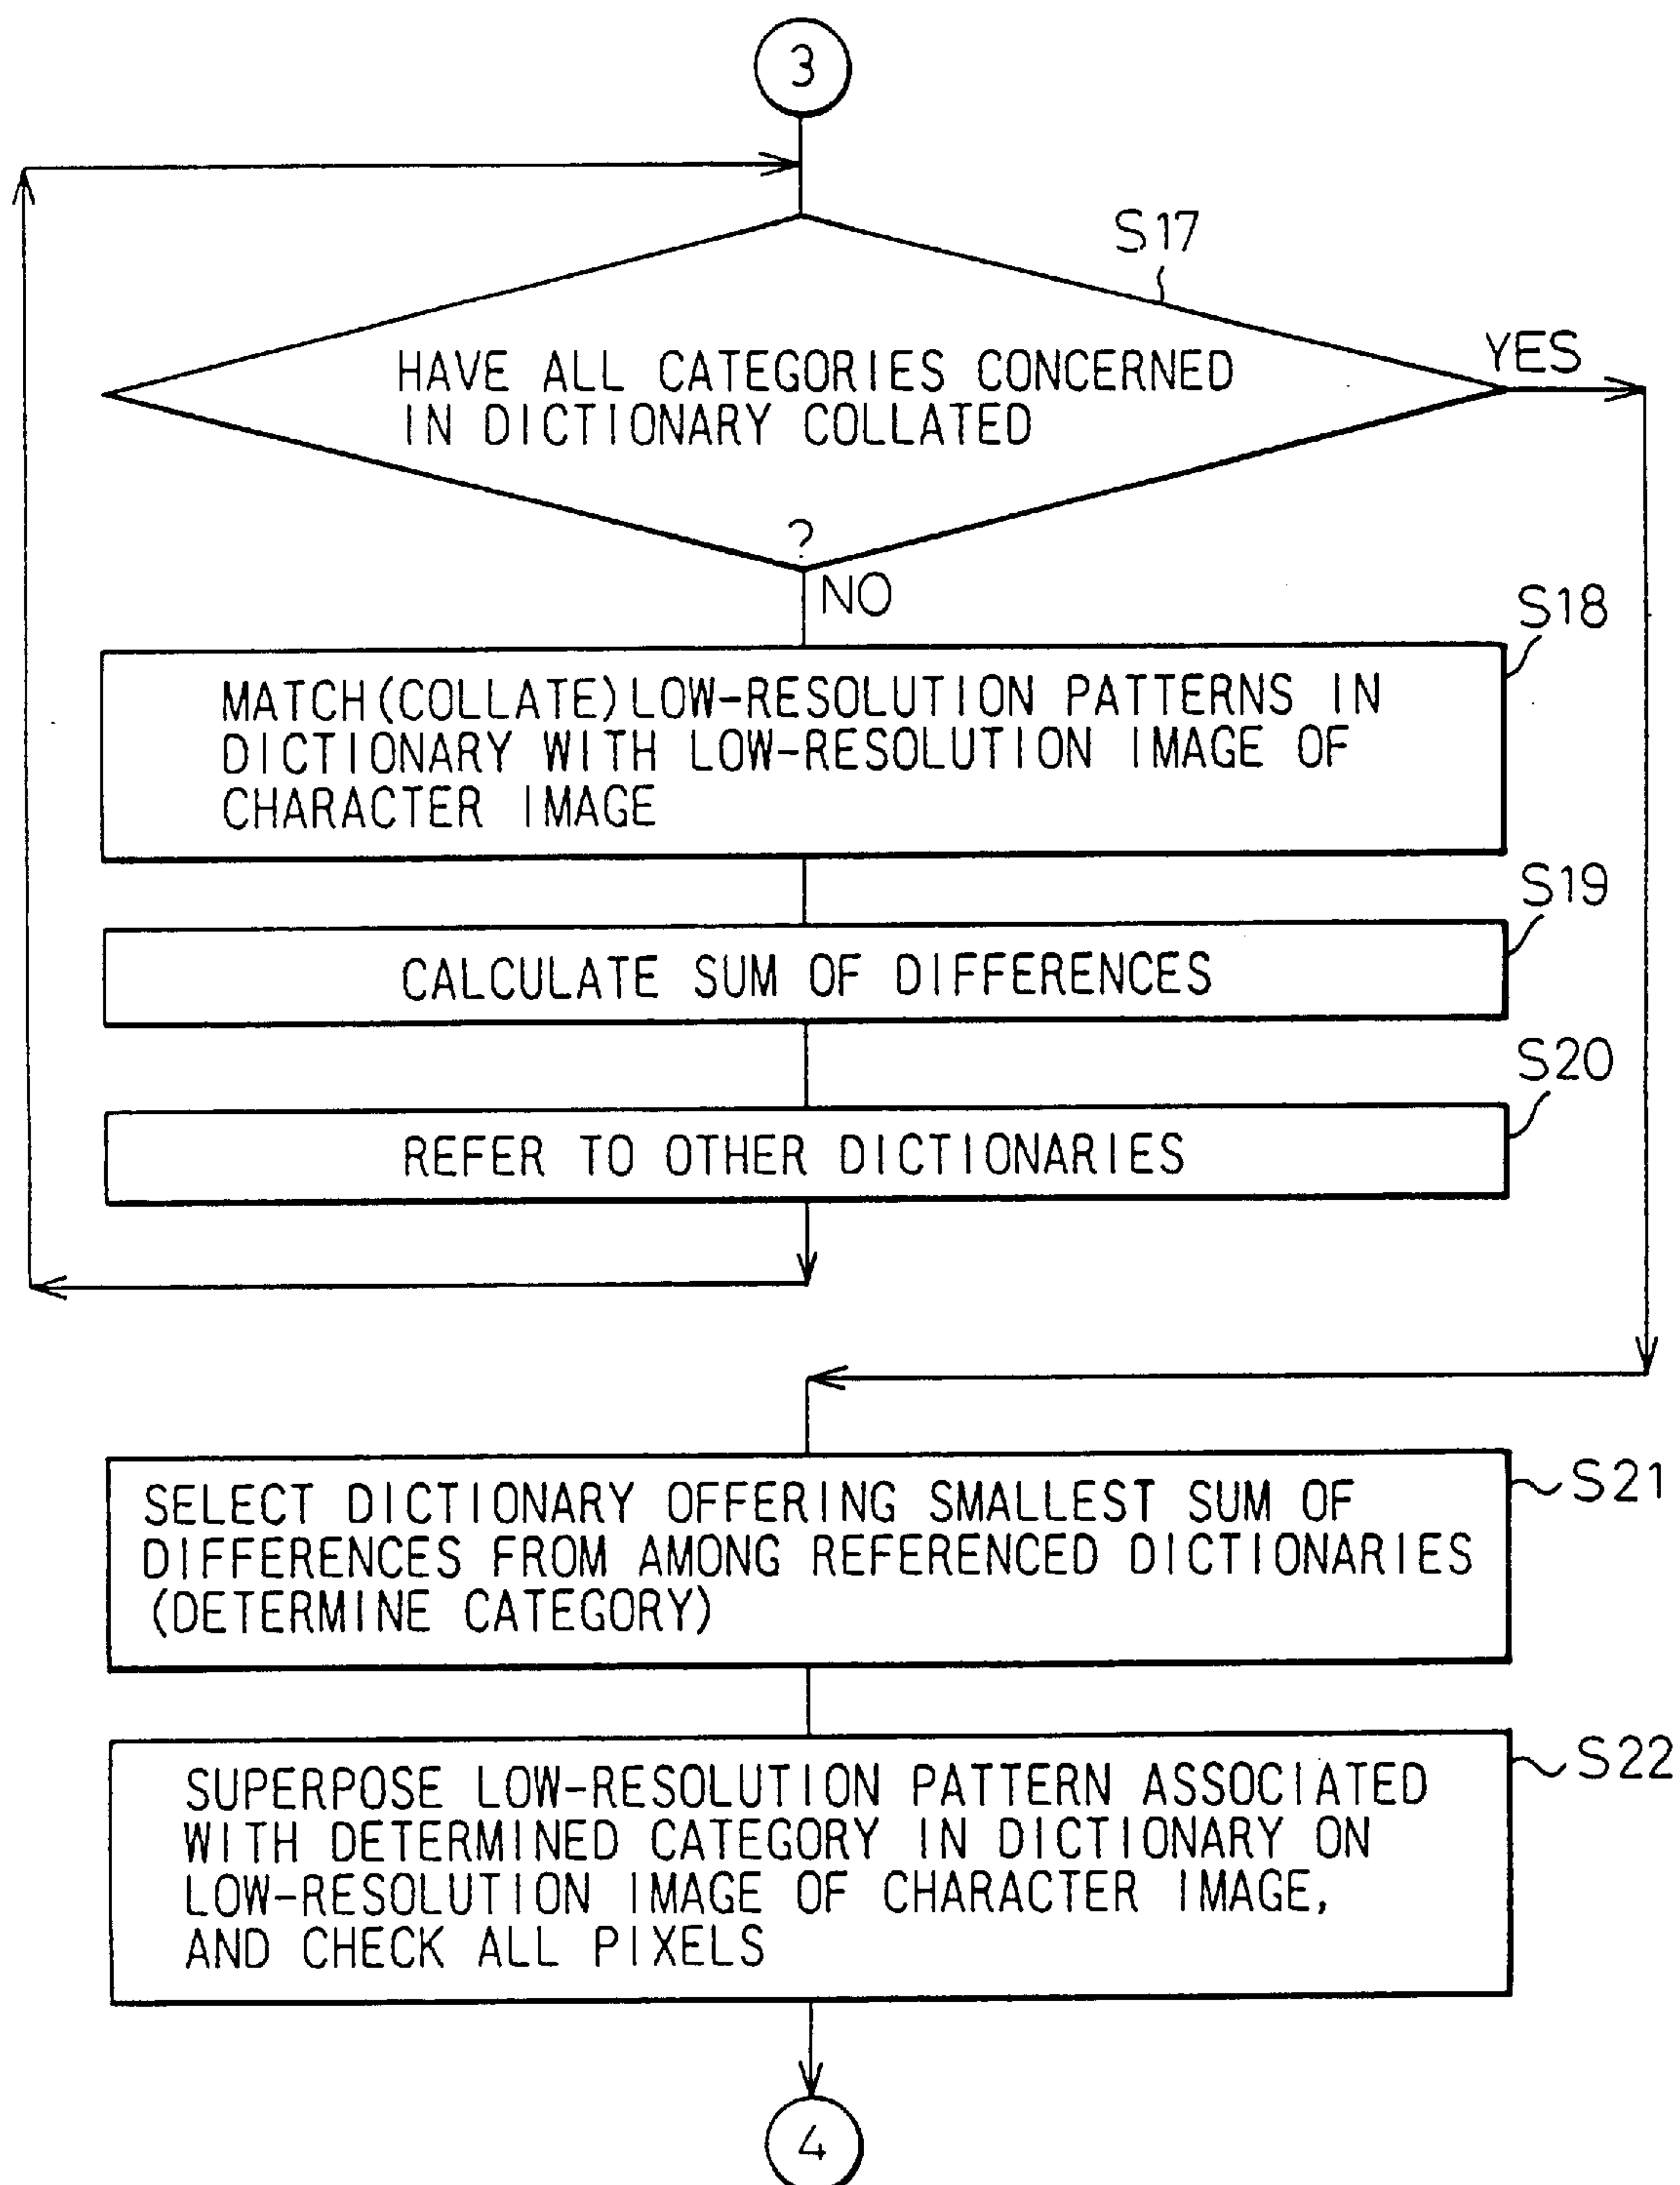 3
S17
HAVE ALL CATEGORIES CONCERNED
IN DICTIONARY COLLATED
?
YES
NO
S18
MATCH(COLLATE)LOW-RESOLUTION PATTERNS IN
DICTIONARY WITH LOW-RESOLUTION IMAGE OF
CHARACTER IMAGE
S19
CALCULATE SUM OF DIFFERENCES
S20
REFER TO OTHER DICTIONARIES
S21
SELECT DICTIONARY OFFERING SMALLEST SUM OF
DIFFERENCES FROM AMONG REFERENCED DICTIONARIES
(DETERMINE CATEGORY)
S22
SUPERPOSE LOW-RESOLUTION PATTERN ASSOCIATED
WITH DETERMINED CATEGORY IN DICTIONARY ON
LOW-RESOLUTION IMAGE OF CHARACTER IMAGE,
AND CHECK ALL PIXELS
4